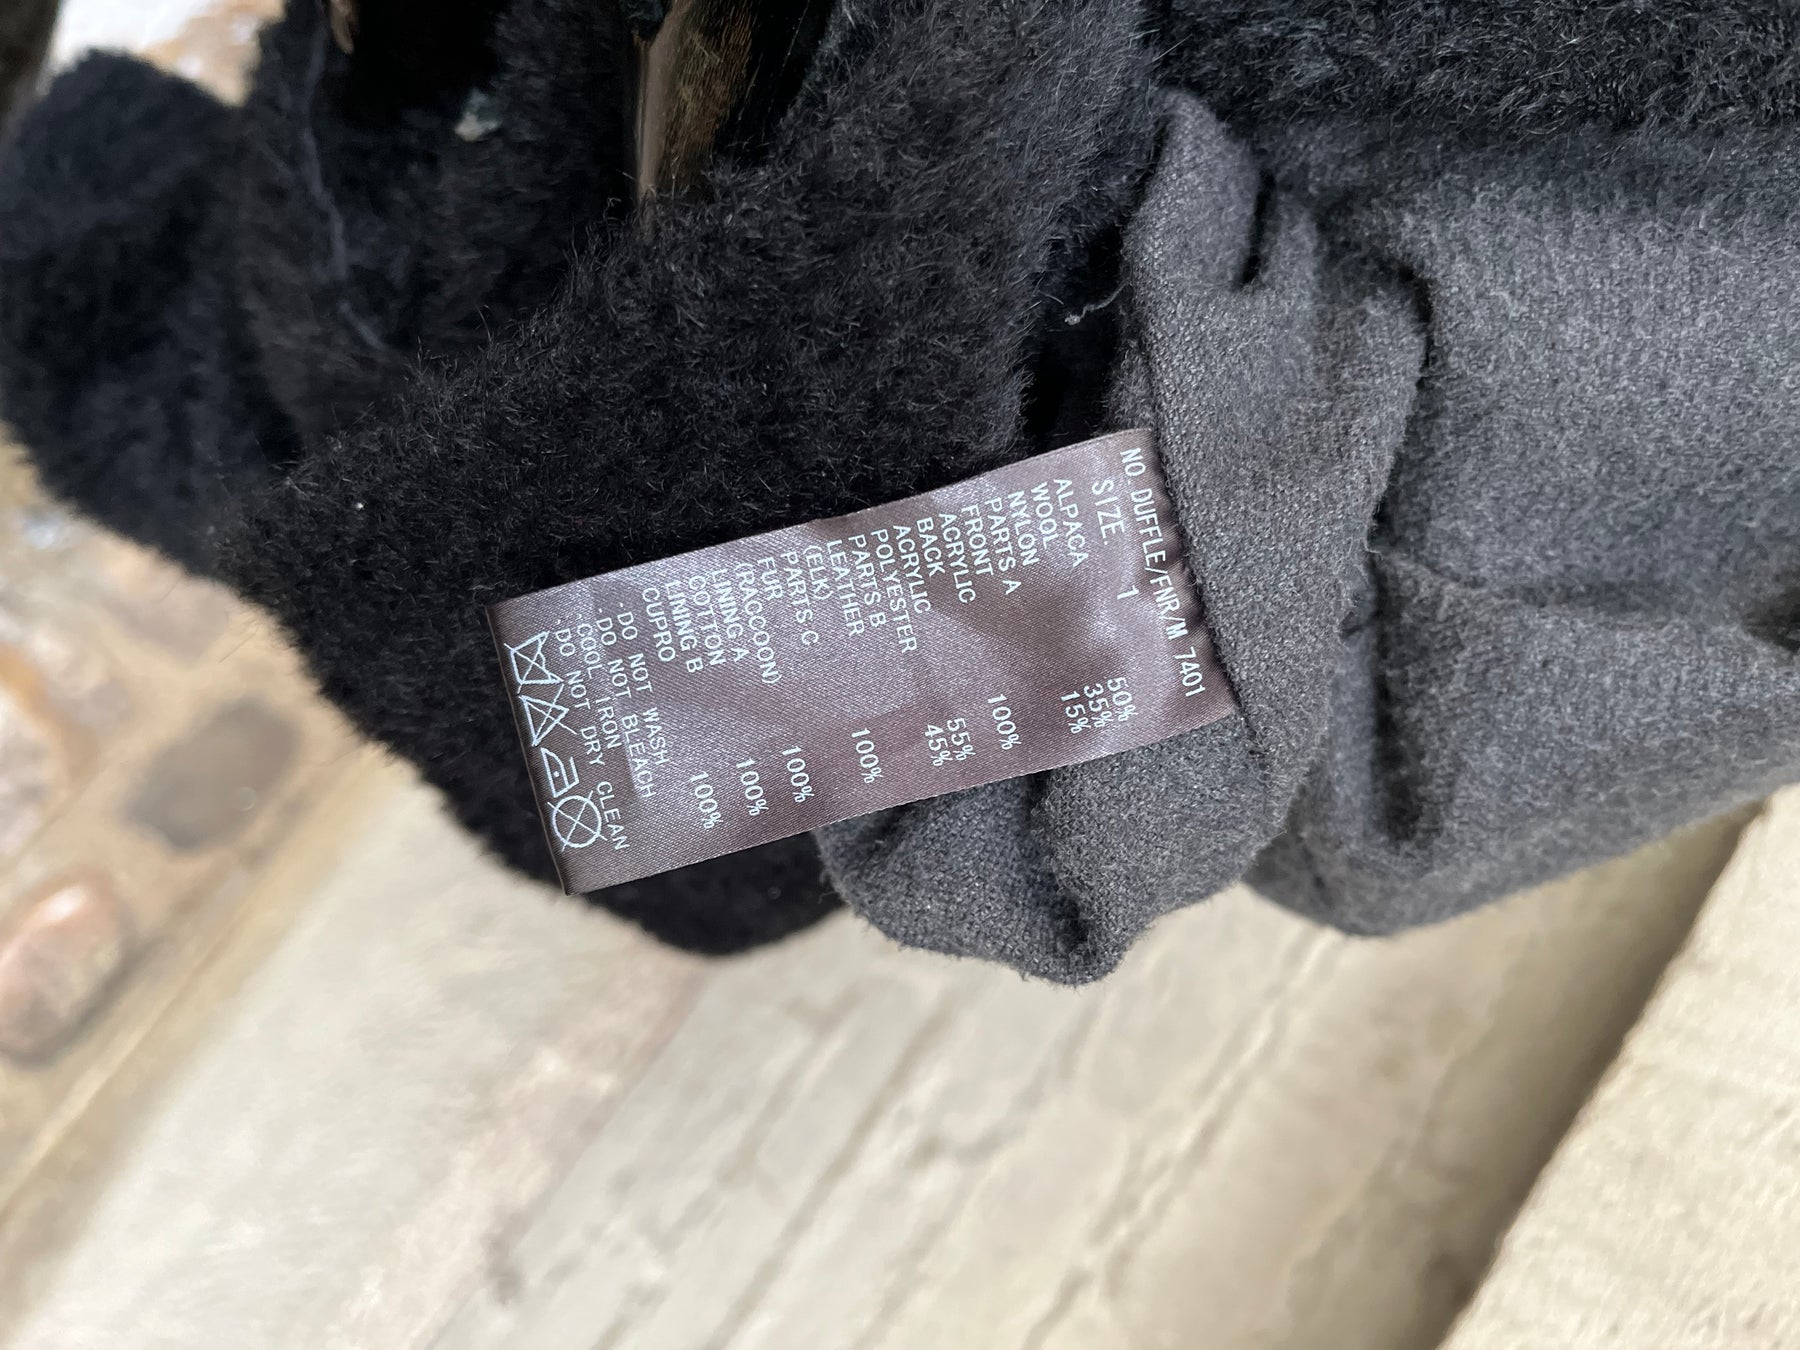 NO. DUFFLE/FNR/M 7401
SIZE 1
ALPACA 50%
WOOL 35%
NYLON 15%
PARTS A
FRONT
ACRYLIC 100%
BACK
ACRYLIC 55%
POLYESTER 45%
PARTS B
LEATHER
(ELK) 100%
PARTS C
FUR
(RACCOON) 100%
LINING A
COTTON 100%
LINING B
CUPRO 100%
.DO NOT WASH
.DO NOT BLEACH
.COOL IRON
.DO NOT DRY CLEAN